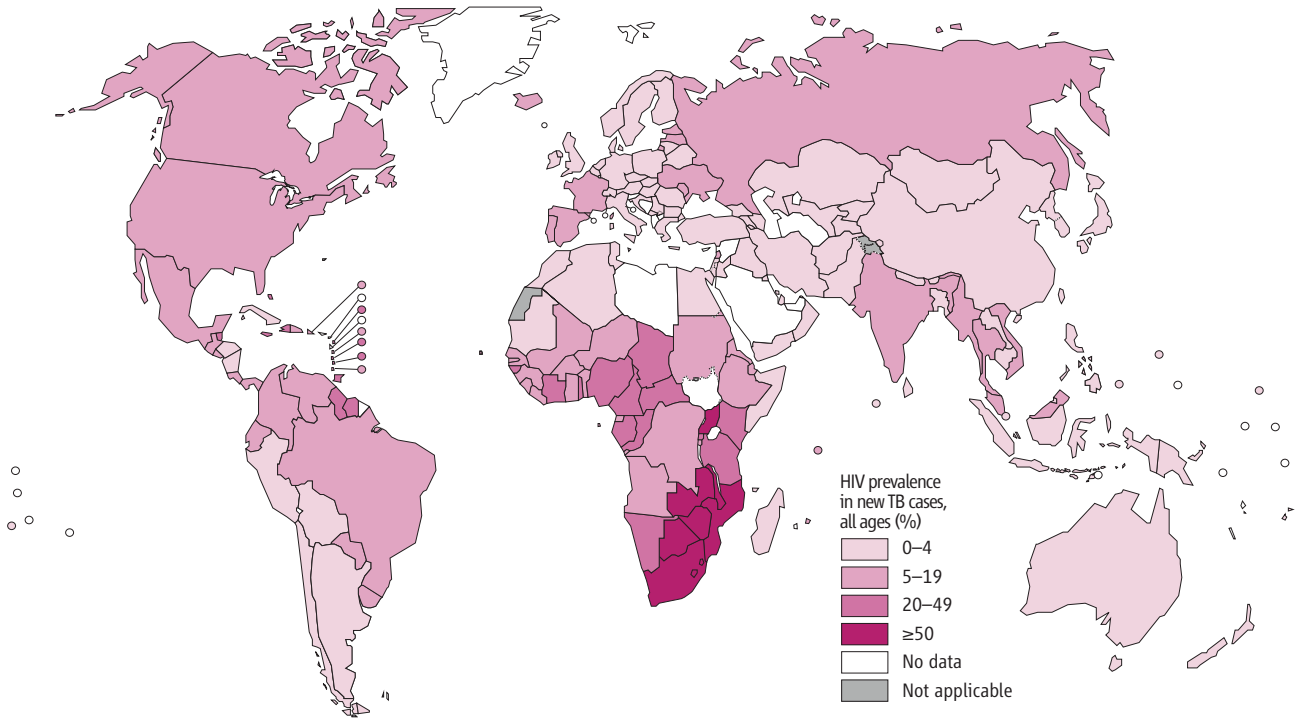 HIV prevalence
in new TB cases,
all ages (%)
0–4
5–19
20–49
≥50
No data
Not applicable